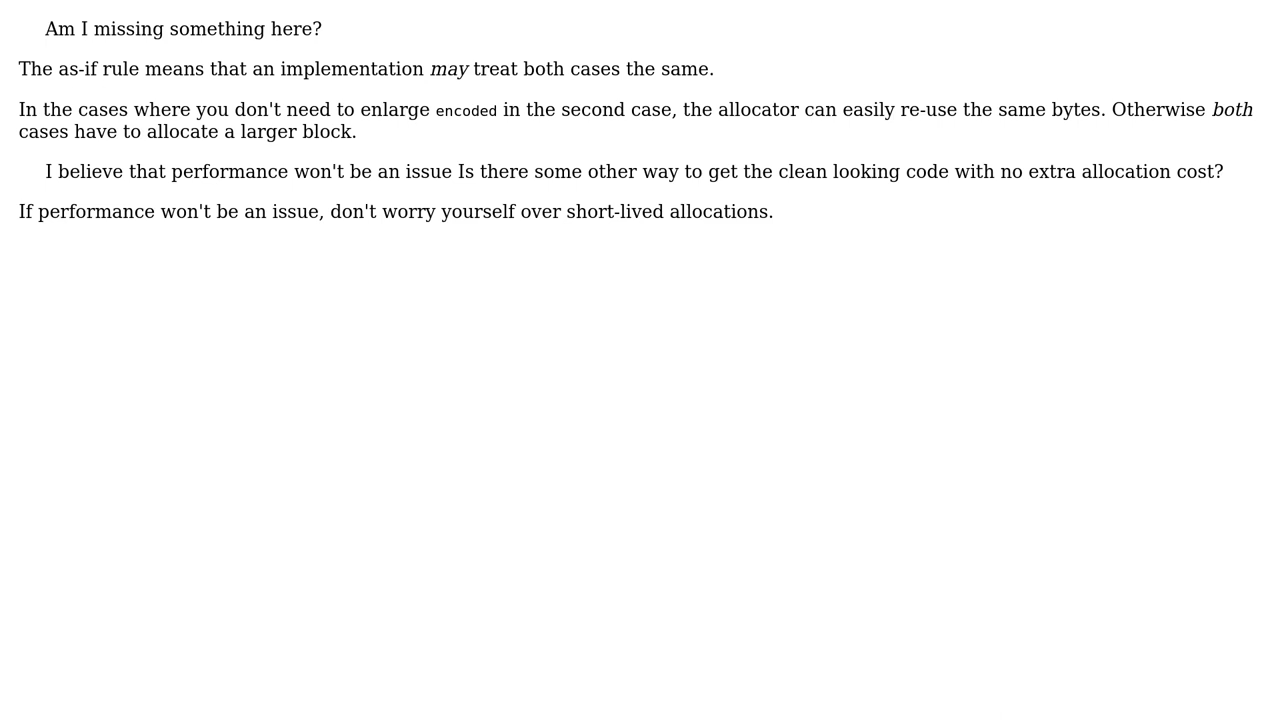 Am I missing something here?
The as-if rule means that an implementation may treat both cases the same.
In the cases where you don't need to enlarge encoded in the second case, the allocator can easily re-use the same bytes. Otherwise both
cases have to allocate a larger block.
I believe that performance won't be an issue Is there some other way to get the clean looking code with no extra allocation cost?
If performance won't be an issue, don't worry yourself over short-lived allocations.